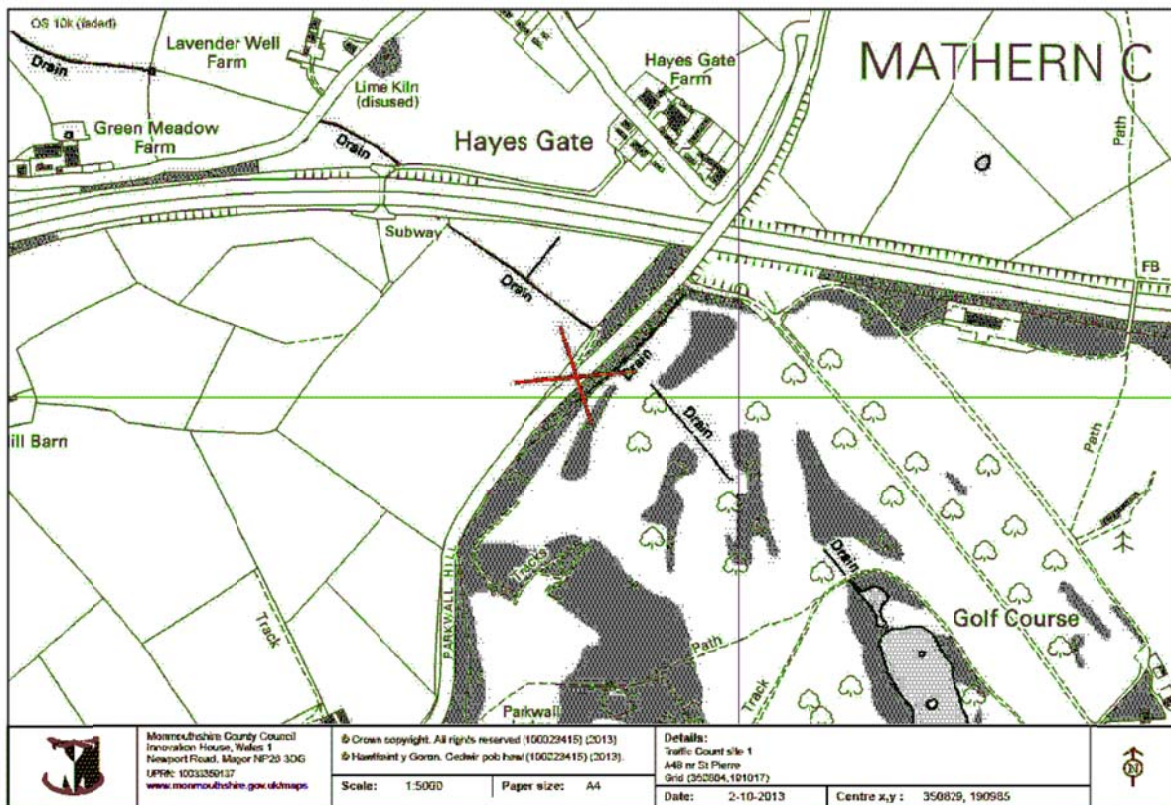 OS 10k (faded)
Lavender Well
Farm
Drain
Lime Kiln
(disused)
Hayes Gate
Farm
MATHERN C
Path
Green Meadow
Farm
Drain
Hayes Gate
Subway
FB
Drain
Drain
Drain
ill Barn
Path
PARKWALL HILL
Tracks
Drain
Golf Course
Track
Path
Track
Parkwall
Monmouthshire County Council
Innovation House, Wales 1
Newport Road, Magor NP26 3DG
www.monmouthshire.gov.uk/maps
© Crown copyright. All rights reserved (100023415) (2013)
© Hawlfraint y Goron. Cedwir pob hawl (100023415) (2013).
Scale: 1:5000
Paper size: A4
Details:
Traffic Count site 1
A48 nr St Pierre
Grid (350804,191017)
Date: 2-10-2013
Centre x,y : 350829, 190985
N